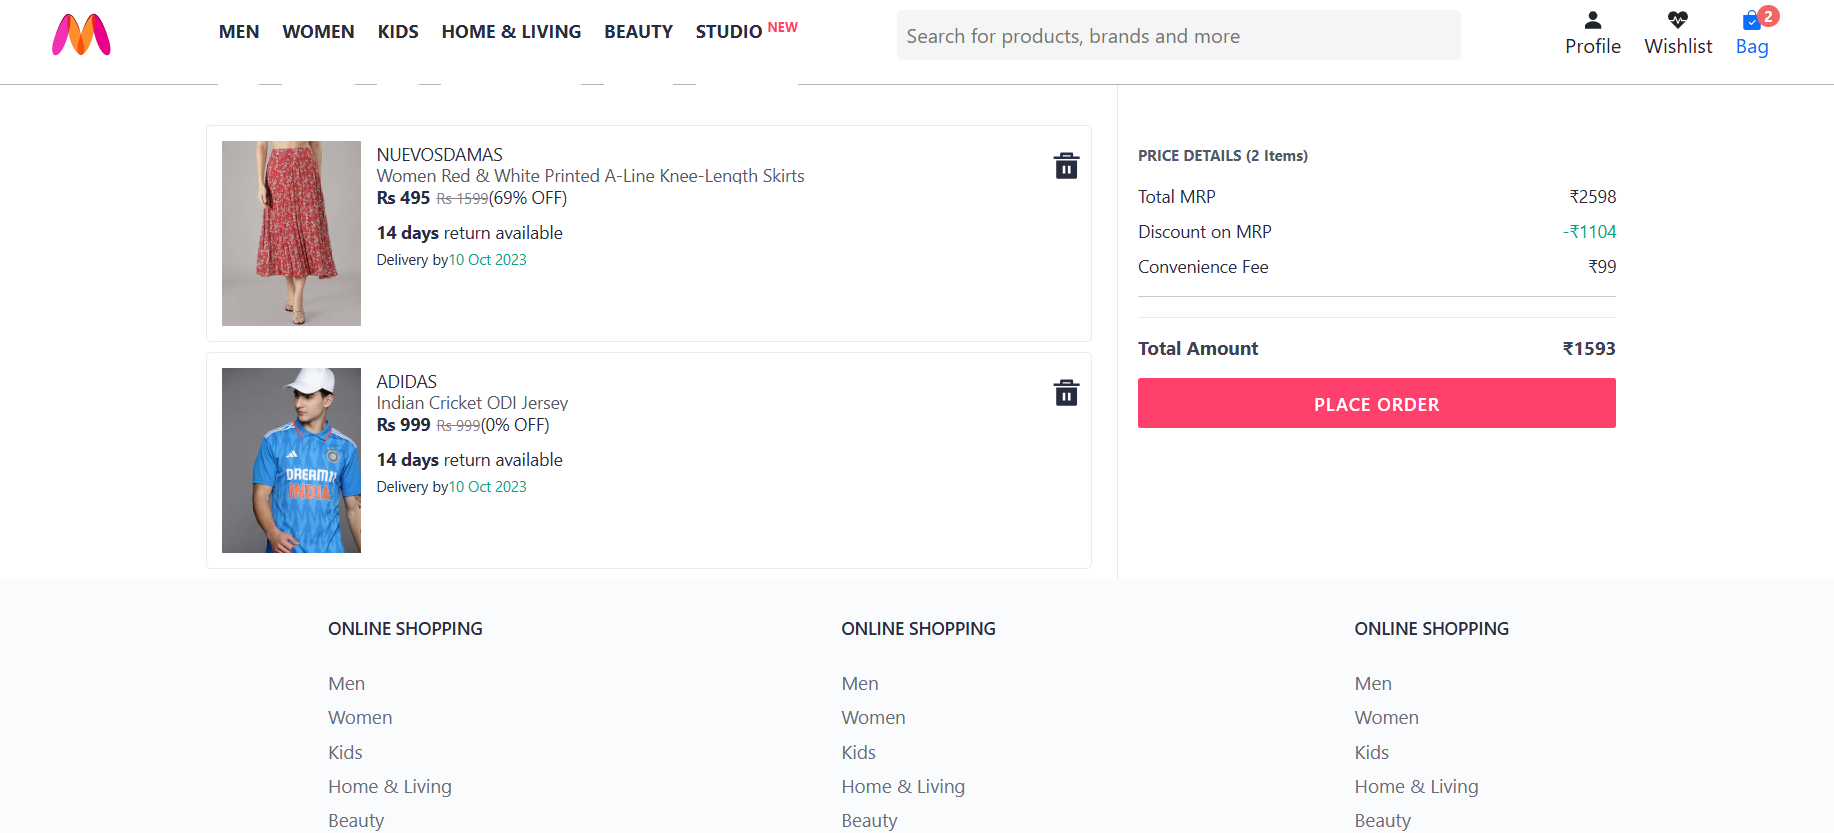 MEN WOMEN KIDS HOME & LIVING BEAUTY STUDIO NEW
Search for products, brands and more
Profile Wishlist Bag 2
NUEVOSDAMAS
Women Red & White Printed A-Line Knee-Length Skirts
Rs 495 Rs 1599(69% OFF)
14 days return available
Delivery by10 Oct 2023
ADIDAS
Indian Cricket ODI Jersey
Rs 999 Rs 999(0% OFF)
14 days return available
Delivery by10 Oct 2023
DREAM11
INDIA
PRICE DETAILS (2 Items)
Total MRP ₹2598
Discount on MRP -₹1104
Convenience Fee ₹99
Total Amount ₹1593
PLACE ORDER
ONLINE SHOPPING
Men
Women
Kids
Home & Living
Beauty
ONLINE SHOPPING
Men
Women
Kids
Home & Living
Beauty
ONLINE SHOPPING
Men
Women
Kids
Home & Living
Beauty